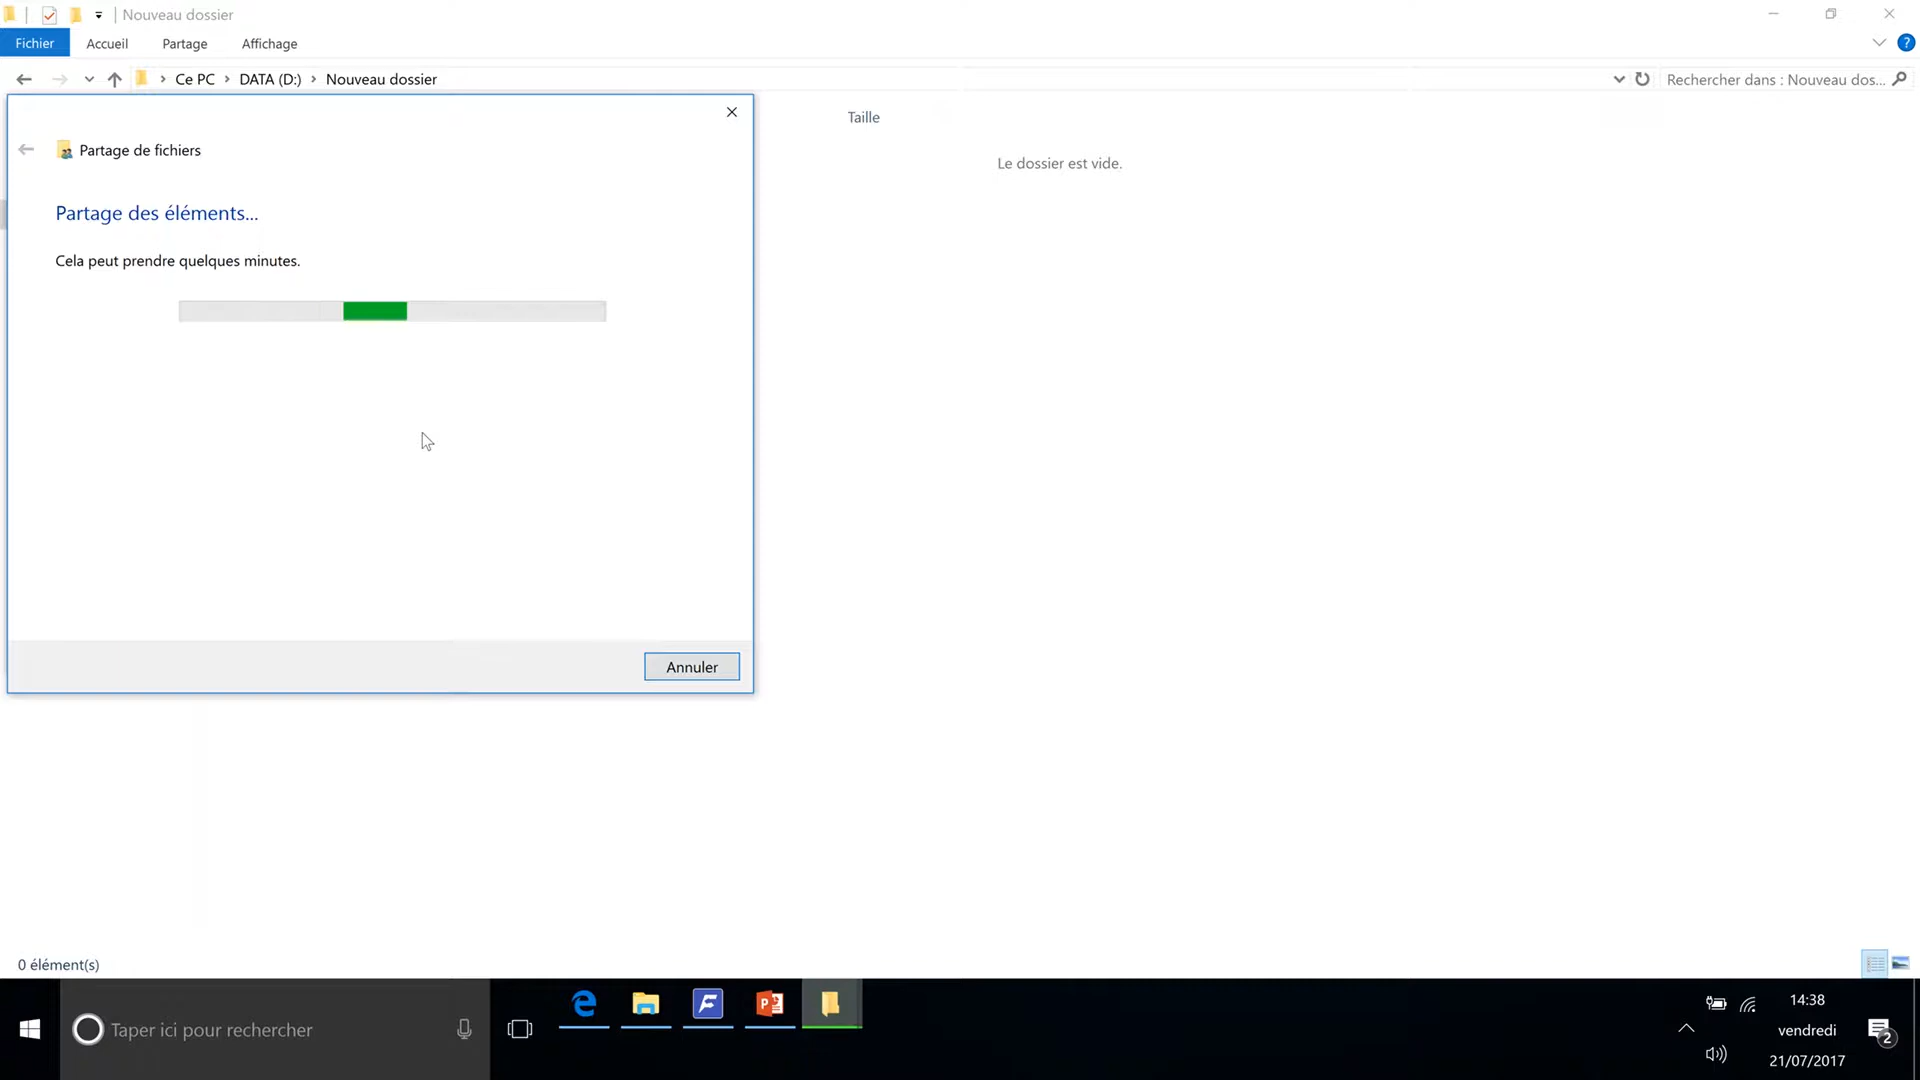 Nouveau dossier
Fichier Accueil Partage Affichage
Ce PC DATA (D:) Nouveau dossier
Rechercher dans : Nouveau dos...
Taille
Le dossier est vide.
Partage de fichiers
Partage des éléments...
Cela peut prendre quelques minutes.
Annuler
0 élément(s)
Taper ici pour rechercher
14:38
vendredi
21/07/2017
2